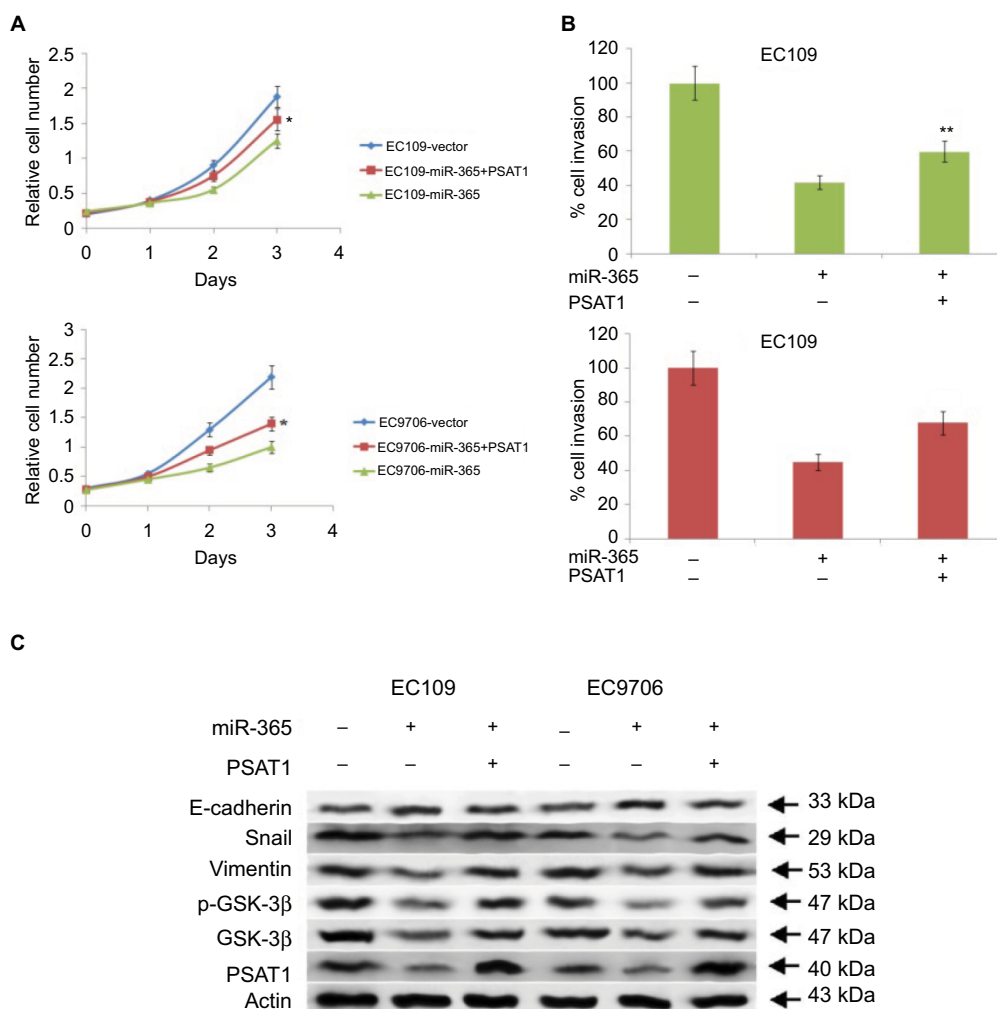 A
Relative cell number
2.5
2
1.5
1
0.5
0
0 1 2 3 4
Days
*
EC109-vector
EC109-miR-365+PSAT1
EC109-miR-365
Relative cell number
3
2.5
2
1.5
1
0.5
0
0 1 2 3 4
Days
*
EC9706-vector
EC9706-miR-365+PSAT1
EC9706-miR-365
B
EC109
% cell invasion
120
100
80
60
40
20
0
**
miR-365 – + +
PSAT1 – – +
EC109
% cell invasion
120
100
80
60
40
20
0
miR-365 – + +
PSAT1 – – +
C
EC109 EC9706
miR-365 – + + – + +
PSAT1 – – + – – +
E-cadherin 33 kDa
Snail 29 kDa
Vimentin 53 kDa
p-GSK-3β 47 kDa
GSK-3β 47 kDa
PSAT1 40 kDa
Actin 43 kDa